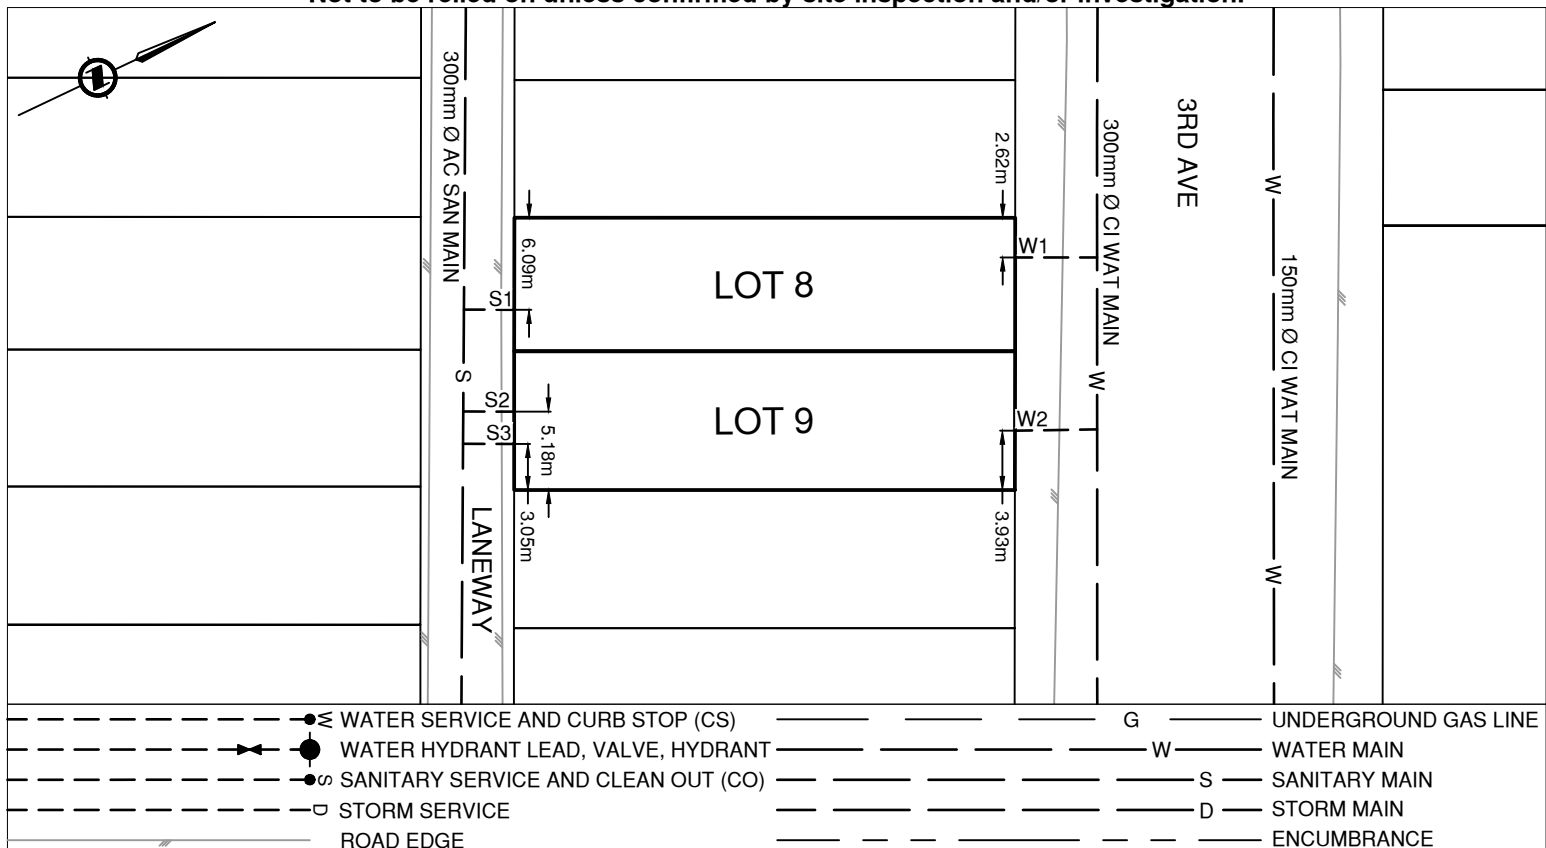 Not to be relied on unless confirmed by site inspection and/or investigation.
300mm Ø AC SAN MAIN
S
LANEWAY
S1
S2
S3
6.09m
5.18m
3.05m
LOT 8
LOT 9
2.62m
3.93m
W1
W2
300mm Ø CI WAT MAIN
W
3RD AVE
W
150mm Ø CI WAT MAIN
W
W WATER SERVICE AND CURB STOP (CS)
WATER HYDRANT LEAD, VALVE, HYDRANT
S SANITARY SERVICE AND CLEAN OUT (CO)
D STORM SERVICE
ROAD EDGE
G UNDERGROUND GAS LINE
W WATER MAIN
S SANITARY MAIN
D STORM MAIN
ENCUMBRANCE